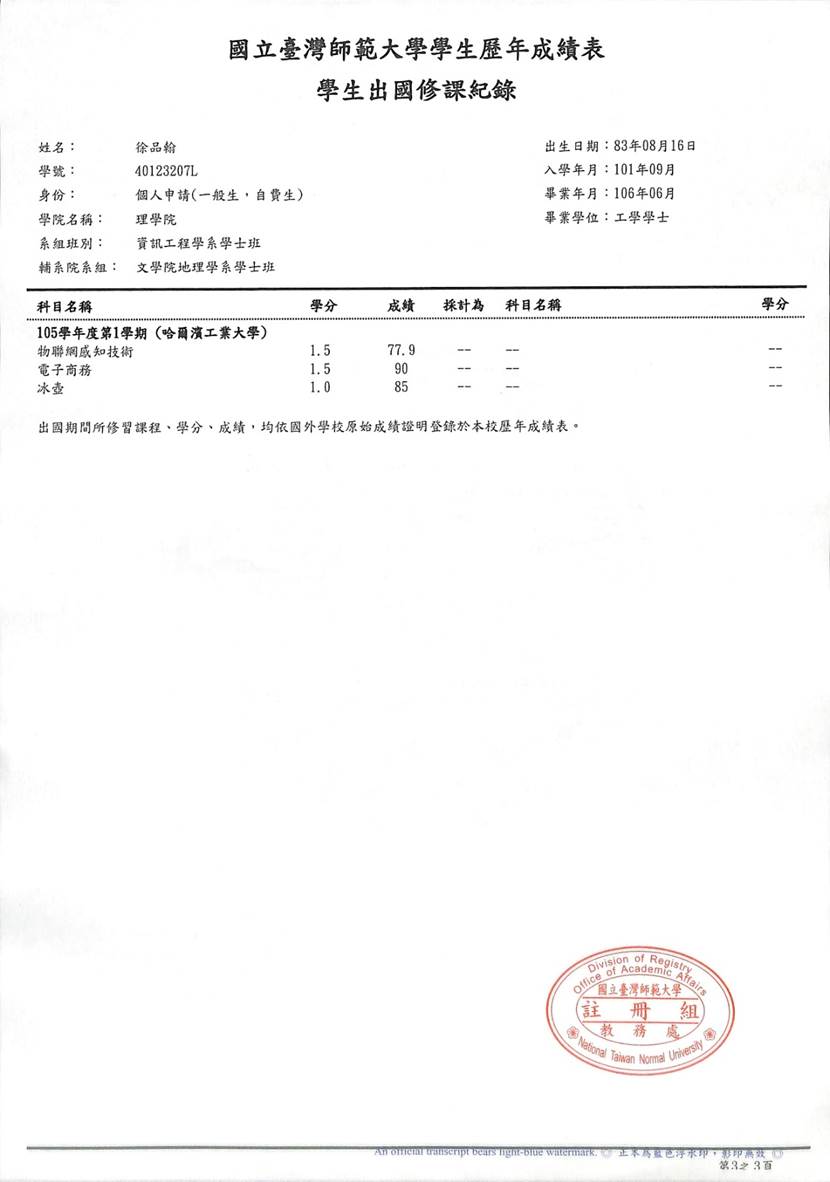 國立臺灣師範大學學生歷年成績表
學生出國修課紀錄
姓名： 徐品翰 出生日期：83年08月16日
學號： 40123207L 入學年月：101年09月
身份： 個人申請(一般生，自費生) 畢業年月：106年06月
學院名稱： 理學院 畢業學位：工學學士
系組班別： 資訊工程學系學士班
輔系院系組： 文學院地理學系學士班
科目名稱 學分 成績 採計為 科目名稱 學分
105學年度第1學期（哈爾濱工業大學）
物聯網感知技術 1.5 77.9 -- -- --
電子商務 1.5 90 -- -- --
冰壺 1.0 85 -- -- --
出國期間所修習課程、學分、成績，均依國外學校原始成績證明登錄於本校歷年成績表。
Division of Registry
Office of Academic Affairs
國立臺灣師範大學
註冊組
教務處
National Taiwan Normal University
An official transcript bears light-blue watermark. ◎ 正本為藍色浮水印，影印無效 ◎
第3之 3頁